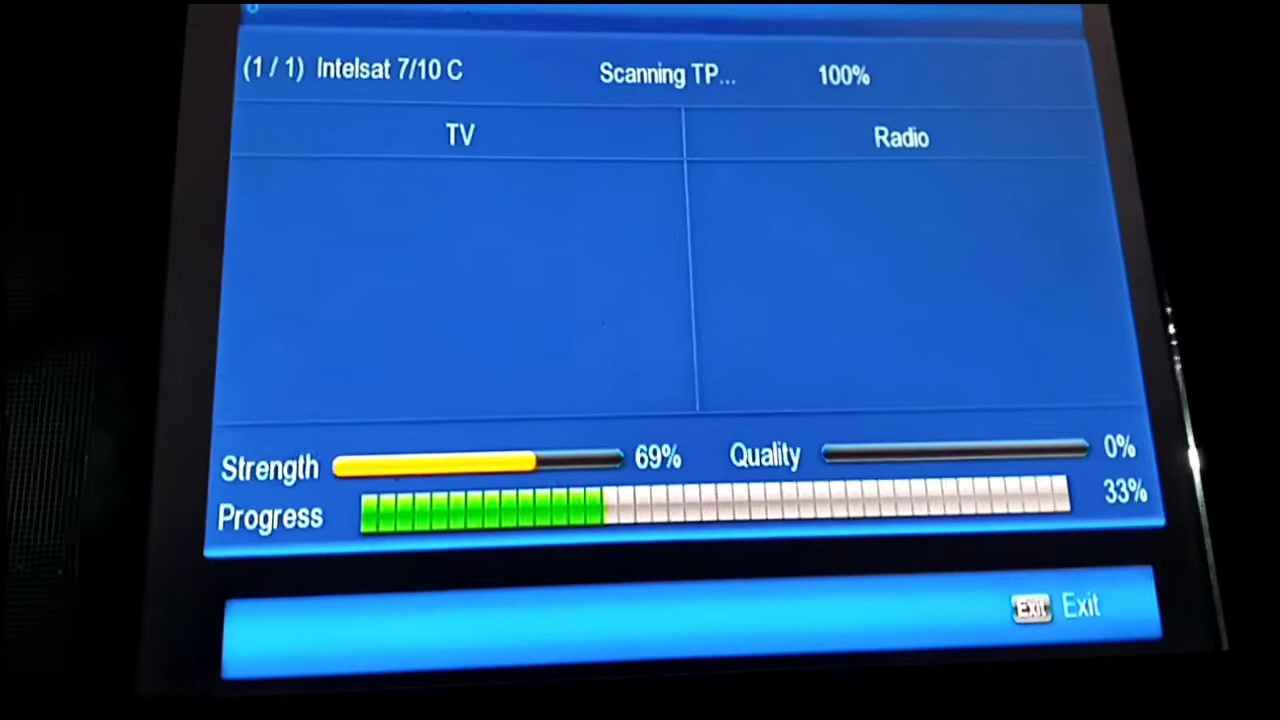 (1 / 1) Intelsat 7/10 C Scanning TP... 100%
TV Radio
Strength 69% Quality 0%
Progress 33%
Exit Exit